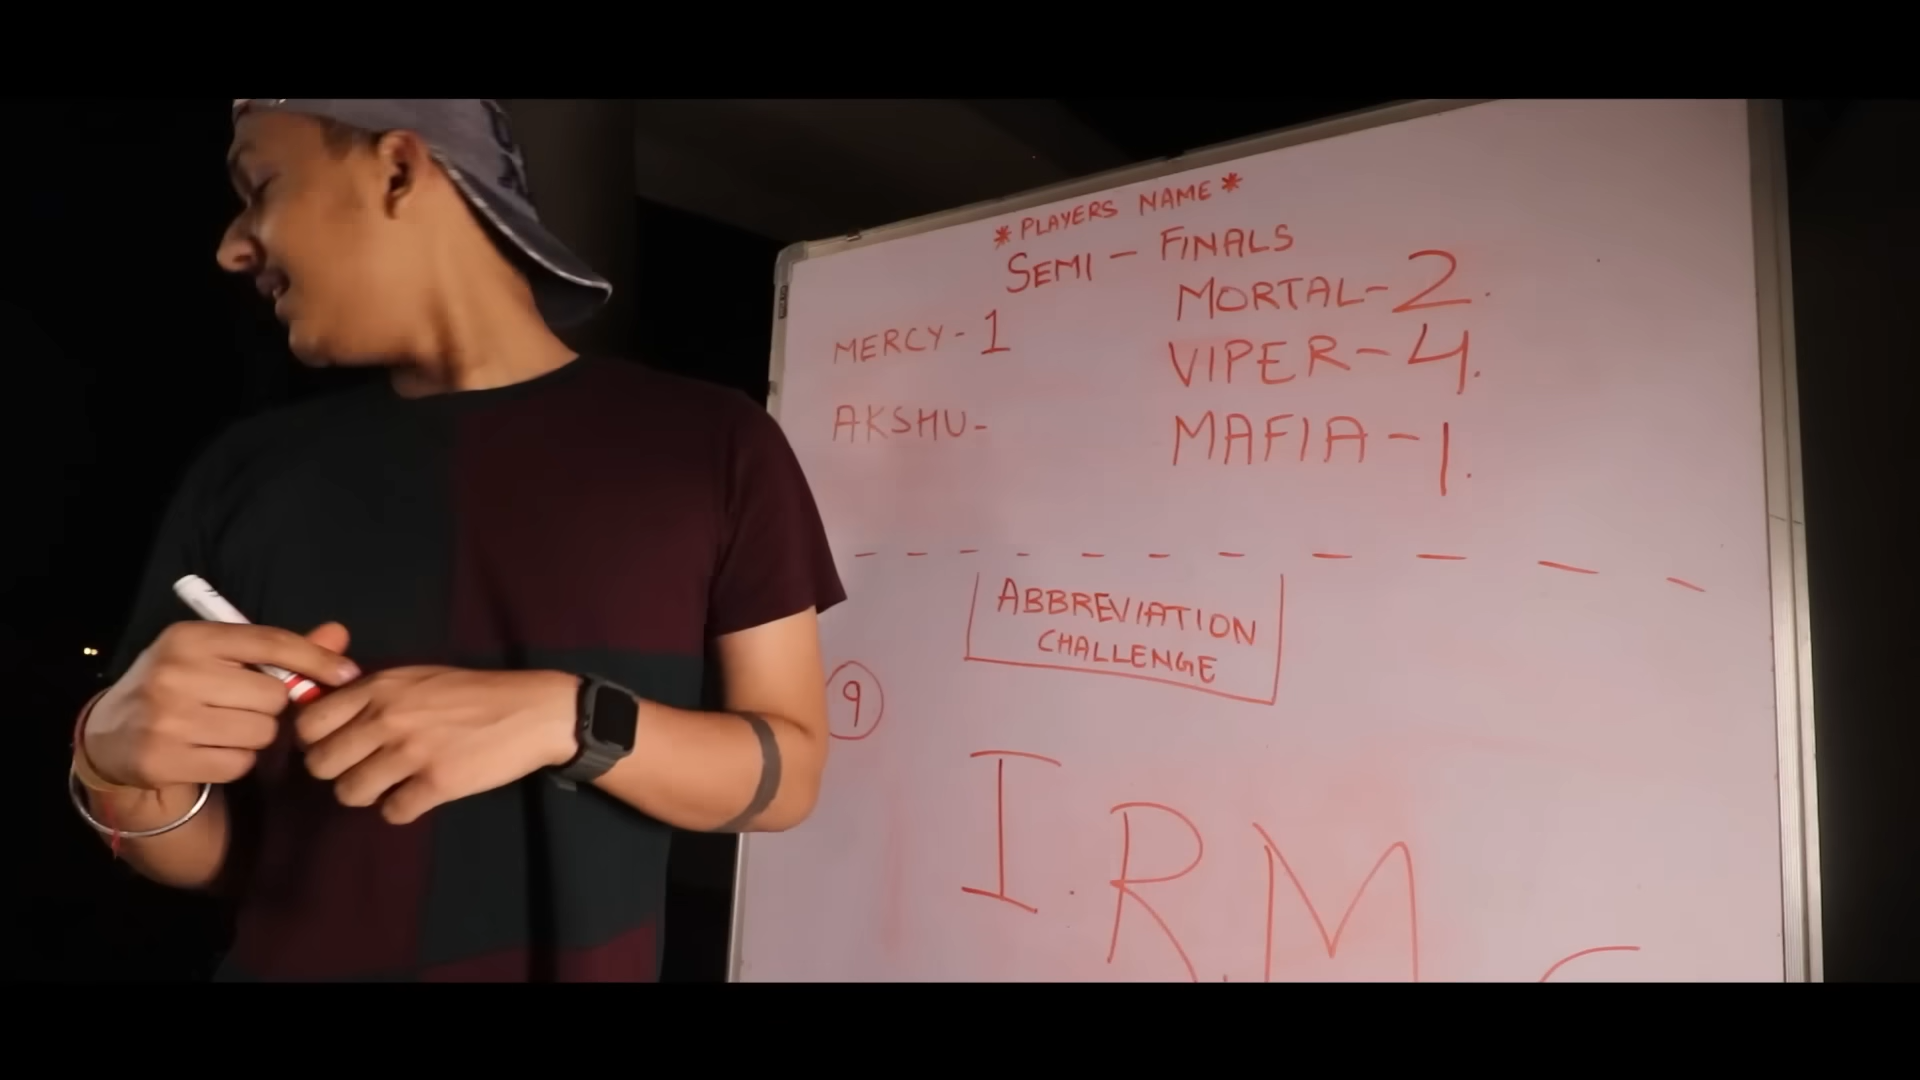 * PLAYERS NAME *
SEMI - FINALS
MERCY - 1
AKSHU -
MORTAL - 2.
VIPER - 4.
MAFIA - 1.
ABBREVIATION
CHALLENGE
9
I.R.M